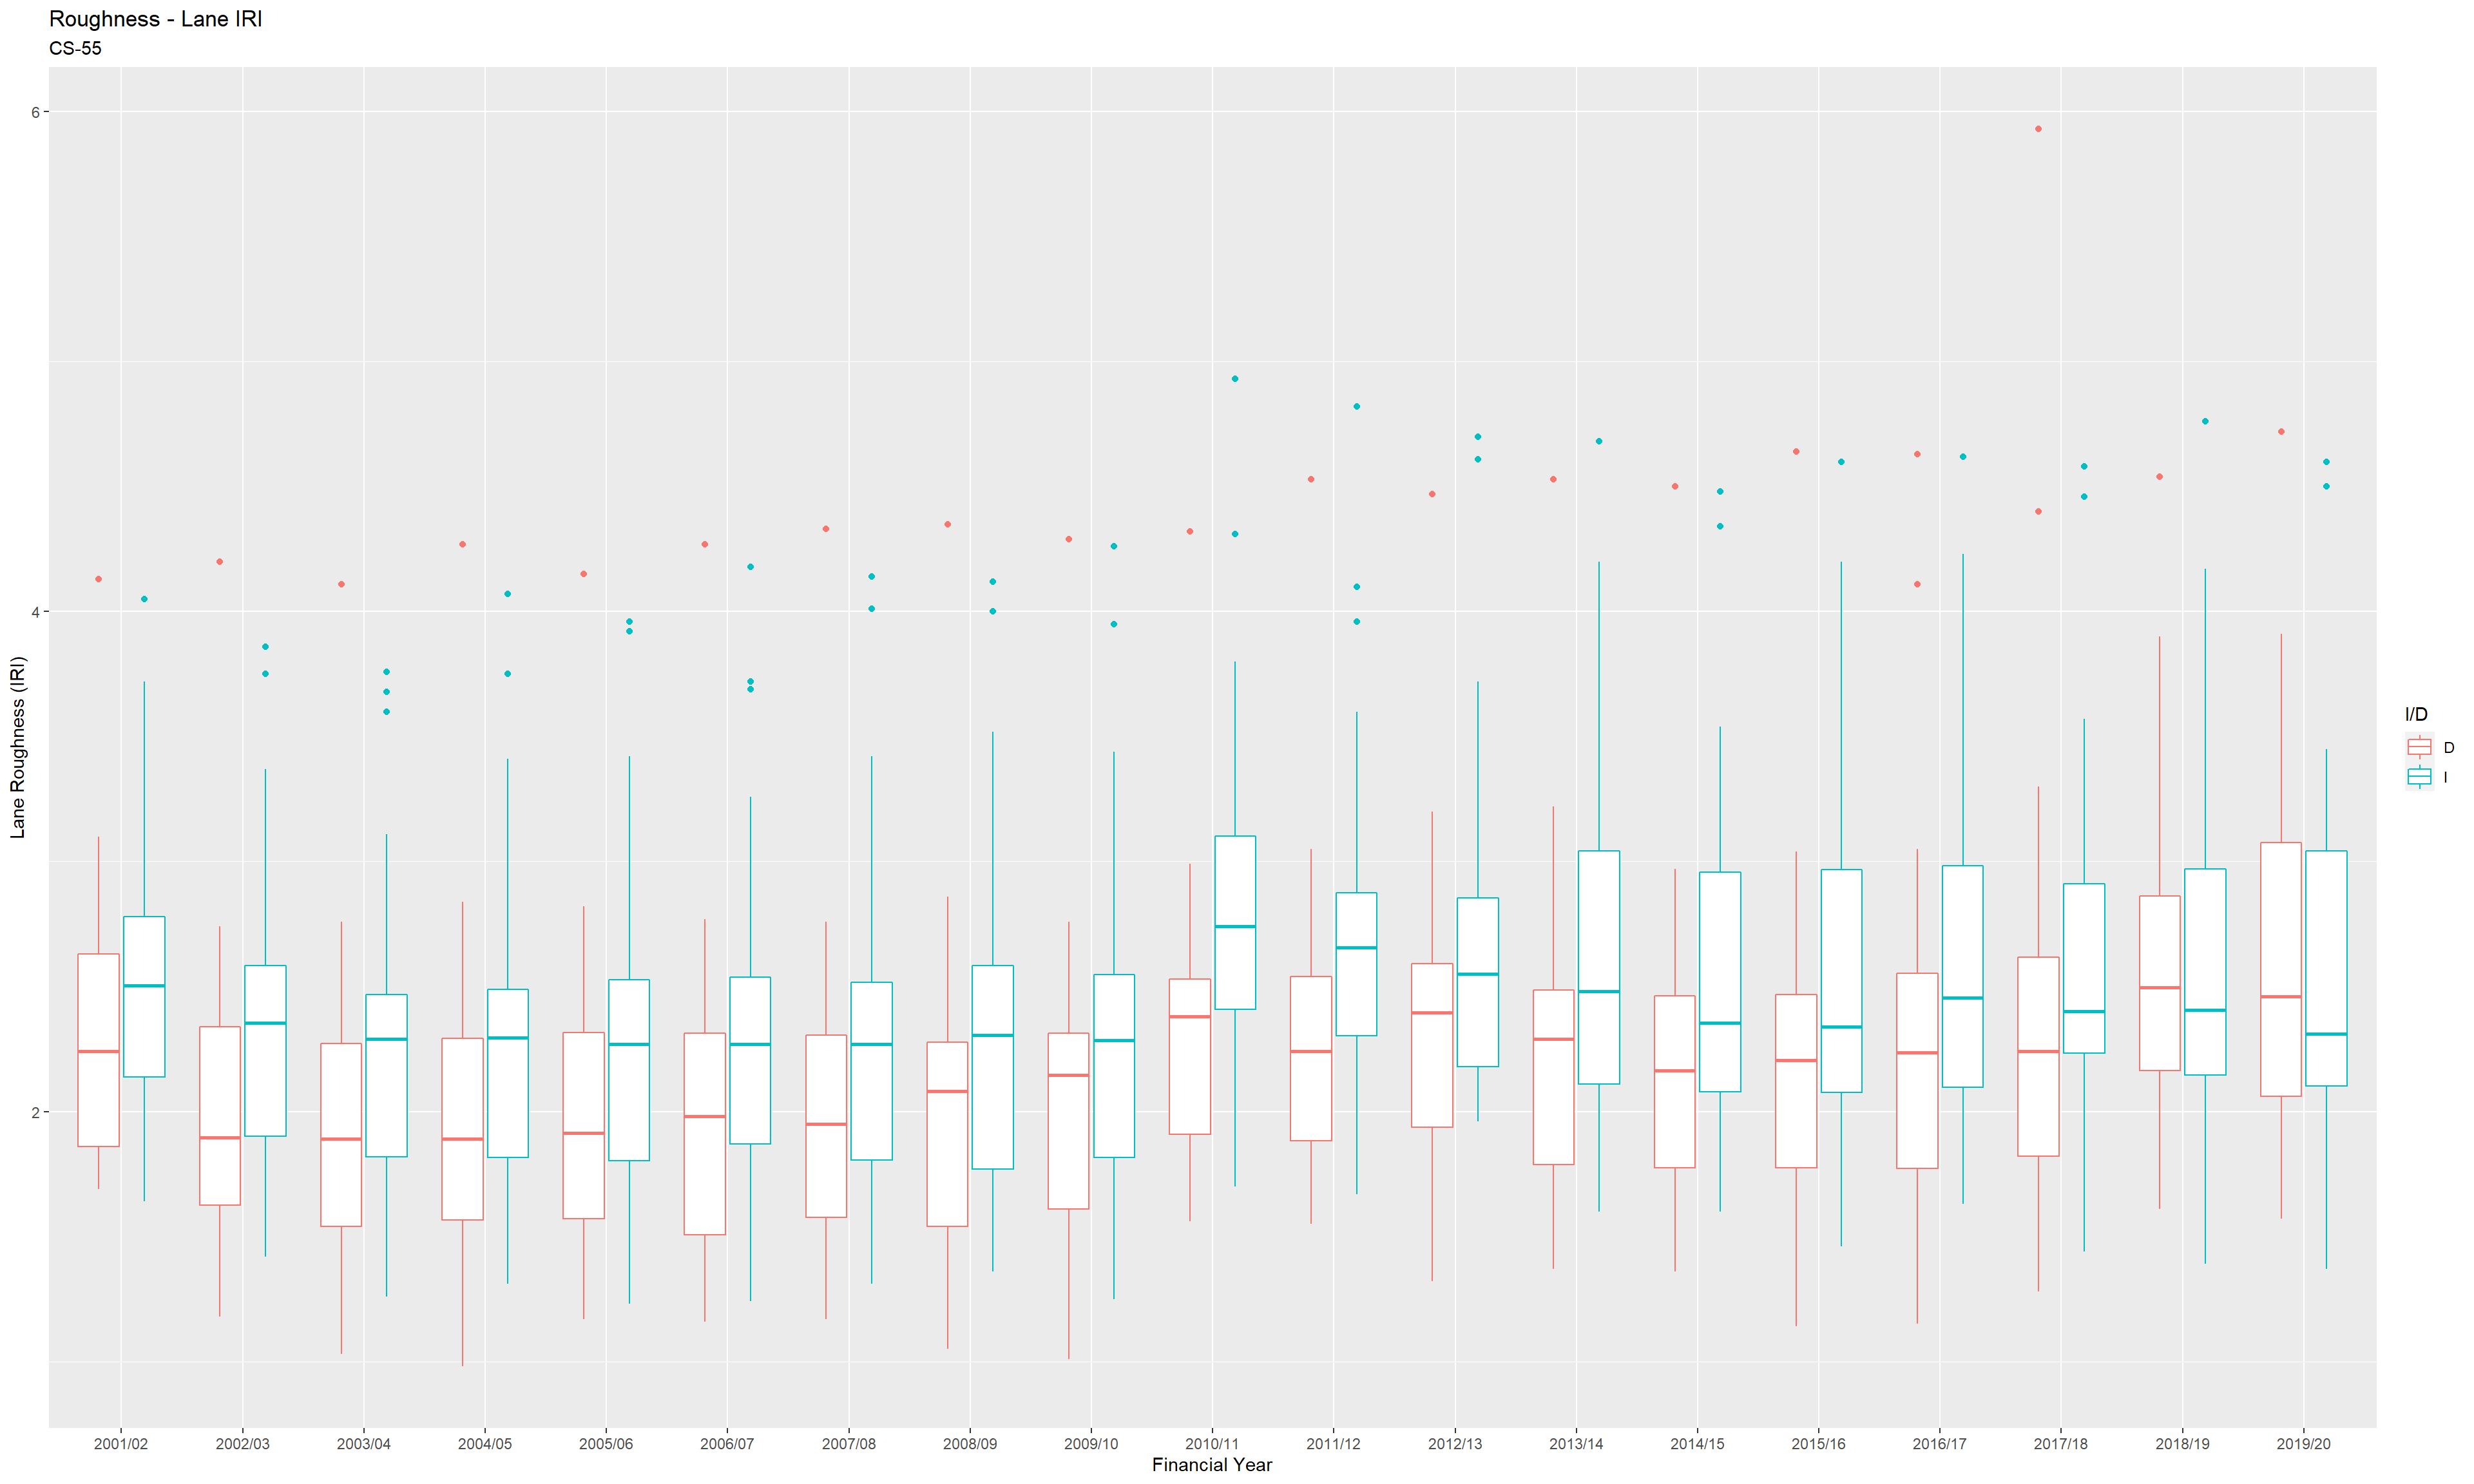 Roughness - Lane IRI
CS-55
6
4
2
Lane Roughness (IRI)
2001/02 2002/03 2003/04 2004/05 2005/06 2006/07 2007/08 2008/09 2009/10 2010/11 2011/12 2012/13 2013/14 2014/15 2015/16 2016/17 2017/18 2018/19 2019/20
Financial Year
I/D
D
I